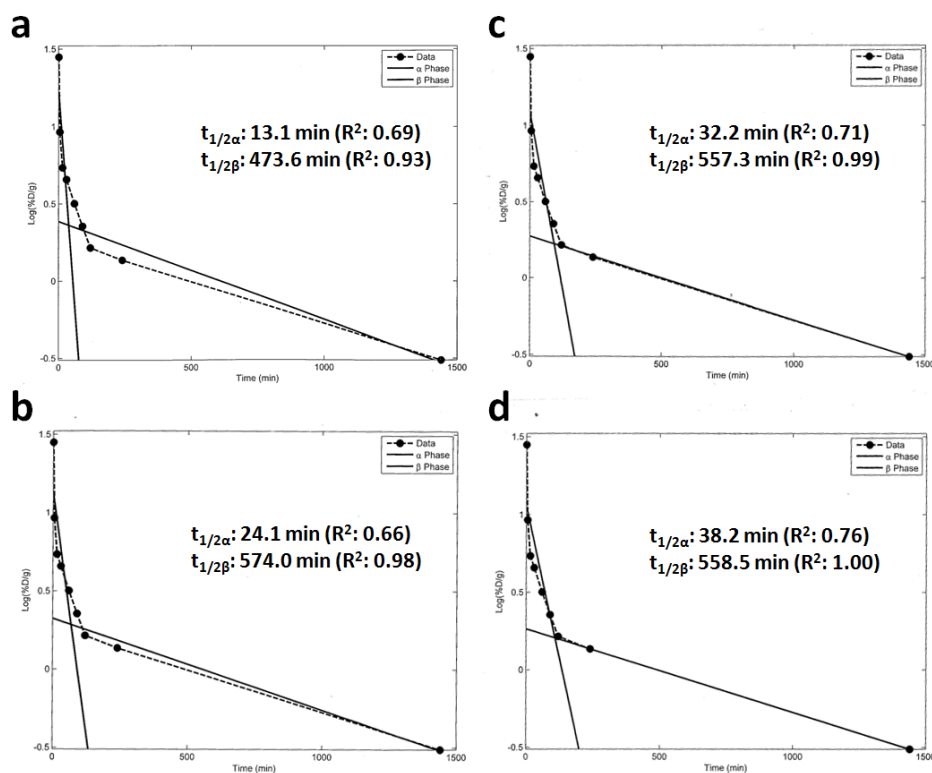 a
1.5
1
0.5
0
-0.5
Log(%D/g)
0
500
1000
1500
Time (min)
Data
α Phase
β Phase
t1/2α: 13.1 min (R2: 0.69)
t1/2β: 473.6 min (R2: 0.93)
c
1.5
1
0.5
0
-0.5
Log(%D/g)
0
500
1000
1500
Time (min)
Data
α Phase
β Phase
t1/2α: 32.2 min (R2: 0.71)
t1/2β: 557.3 min (R2: 0.99)
b
1.5
1
0.5
0
-0.5
Log(%D/g)
0
500
1000
1500
Time (min)
Data
α Phase
β Phase
t1/2α: 24.1 min (R2: 0.66)
t1/2β: 574.0 min (R2: 0.98)
d
1.5
1
0.5
0
-0.5
Log(%D/g)
0
500
1000
1500
Time (min)
Data
α Phase
β Phase
t1/2α: 38.2 min (R2: 0.76)
t1/2β: 558.5 min (R2: 1.00)